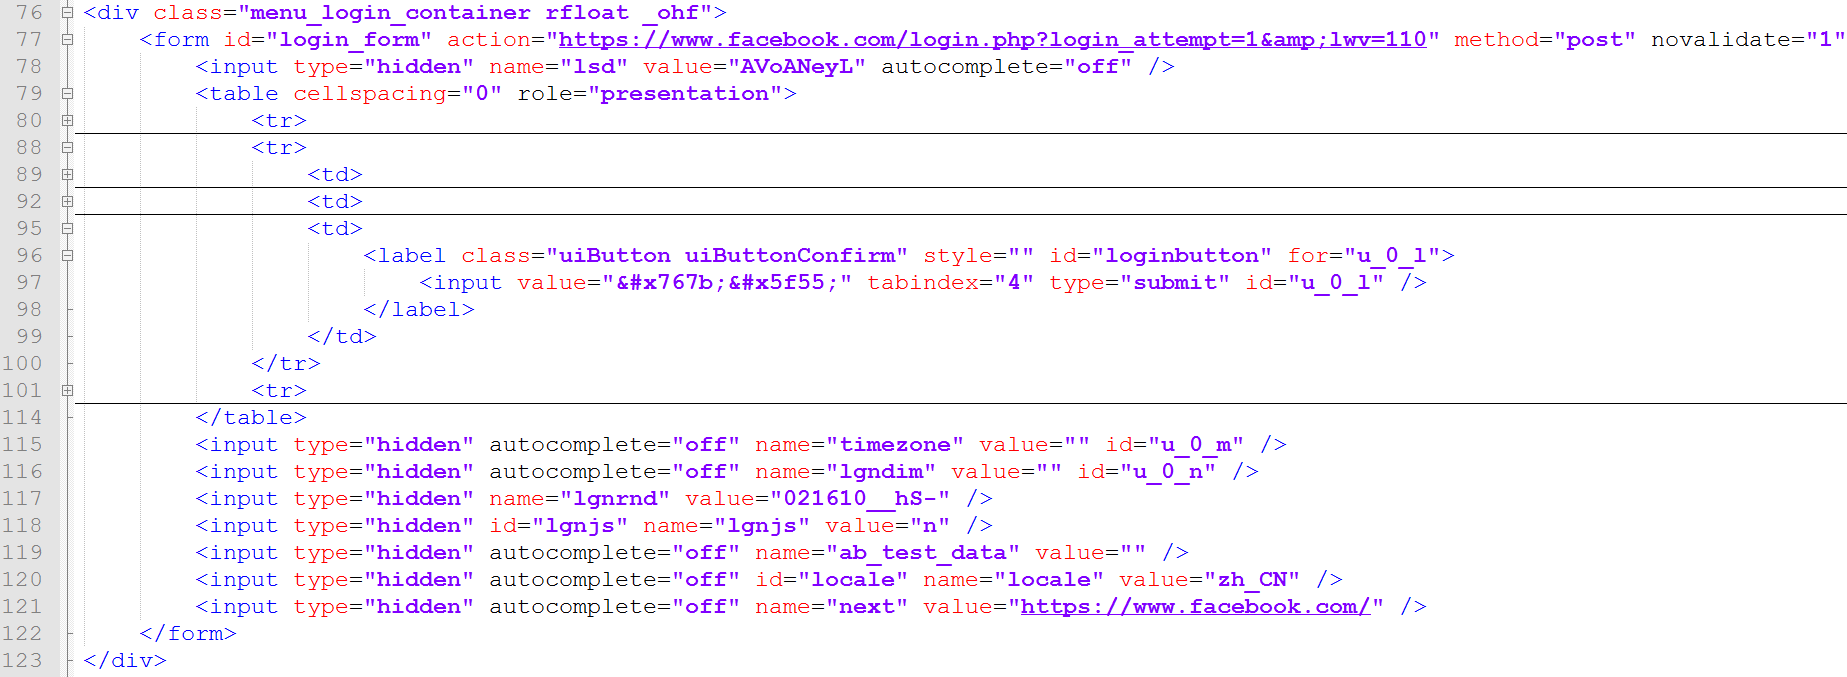 76 <div class="menu_login_container rfloat _ohf">
77 <form id="login_form" action="https://www.facebook.com/login.php?login_attempt=1&amp;lwv=110" method="post" novalidate="1"
78 <input type="hidden" name="lsd" value="AVoANeyL" autocomplete="off" />
79 <table cellspacing="0" role="presentation">
80 <tr>
88 <tr>
89 <td>
92 <td>
95 <td>
96 <label class="uiButton uiButtonConfirm" style="" id="loginbutton" for="u_0_l">
97 <input value="&#x767b;&#x5f55;" tabindex="4" type="submit" id="u_0_l" />
98 </label>
99 </td>
100 </tr>
101 <tr>
114 </table>
115 <input type="hidden" autocomplete="off" name="timezone" value="" id="u_0_m" />
116 <input type="hidden" autocomplete="off" name="lgndim" value="" id="u_0_n" />
117 <input type="hidden" name="lgnrnd" value="021610__hS-" />
118 <input type="hidden" id="lgnjs" name="lgnjs" value="n" />
119 <input type="hidden" autocomplete="off" name="ab_test_data" value="" />
120 <input type="hidden" autocomplete="off" id="locale" name="locale" value="zh_CN" />
121 <input type="hidden" autocomplete="off" name="next" value="https://www.facebook.com/" />
122 </form>
123 </div>